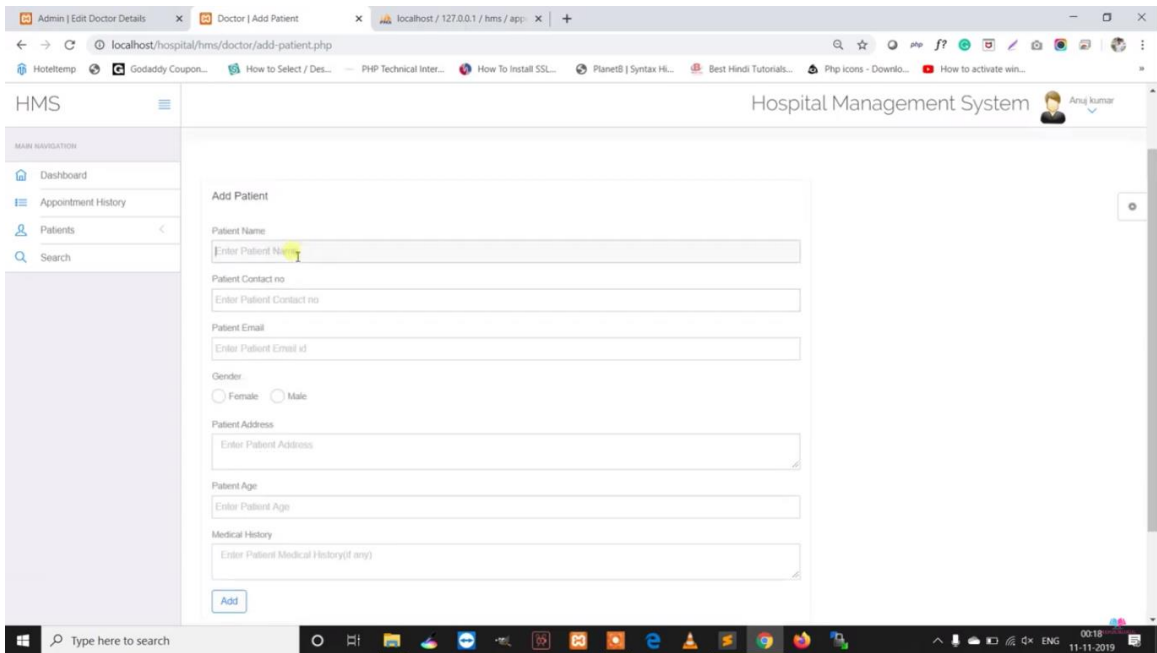 Admin | Edit Doctor Details
Doctor | Add Patient
localhost / 127.0.0.1 / hms / app
localhost/hospital/hms/doctor/add-patient.php
Hoteltemp
Godaddy Coupon...
How to Select / Des...
PHP Technical Inter...
How To Install SSL...
PlanetB | Syntax Hi...
Best Hindi Tutorials...
Php icons - Downlo...
How to activate win...
HMS
Hospital Management System
Anuj kumar
MAIN NAVIGATION
Dashboard
Appointment History
Patients
Search
Add Patient
Patient Name
Enter Patient Name
Patient Contact no
Enter Patient Contact no
Patient Email
Enter Patient Email id
Gender
Female Male
Patient Address
Enter Patient Address
Patient Age
Enter Patient Age
Medical History
Enter Patient Medical History(if any)
Add
Type here to search
ENG
00:18
11-11-2019